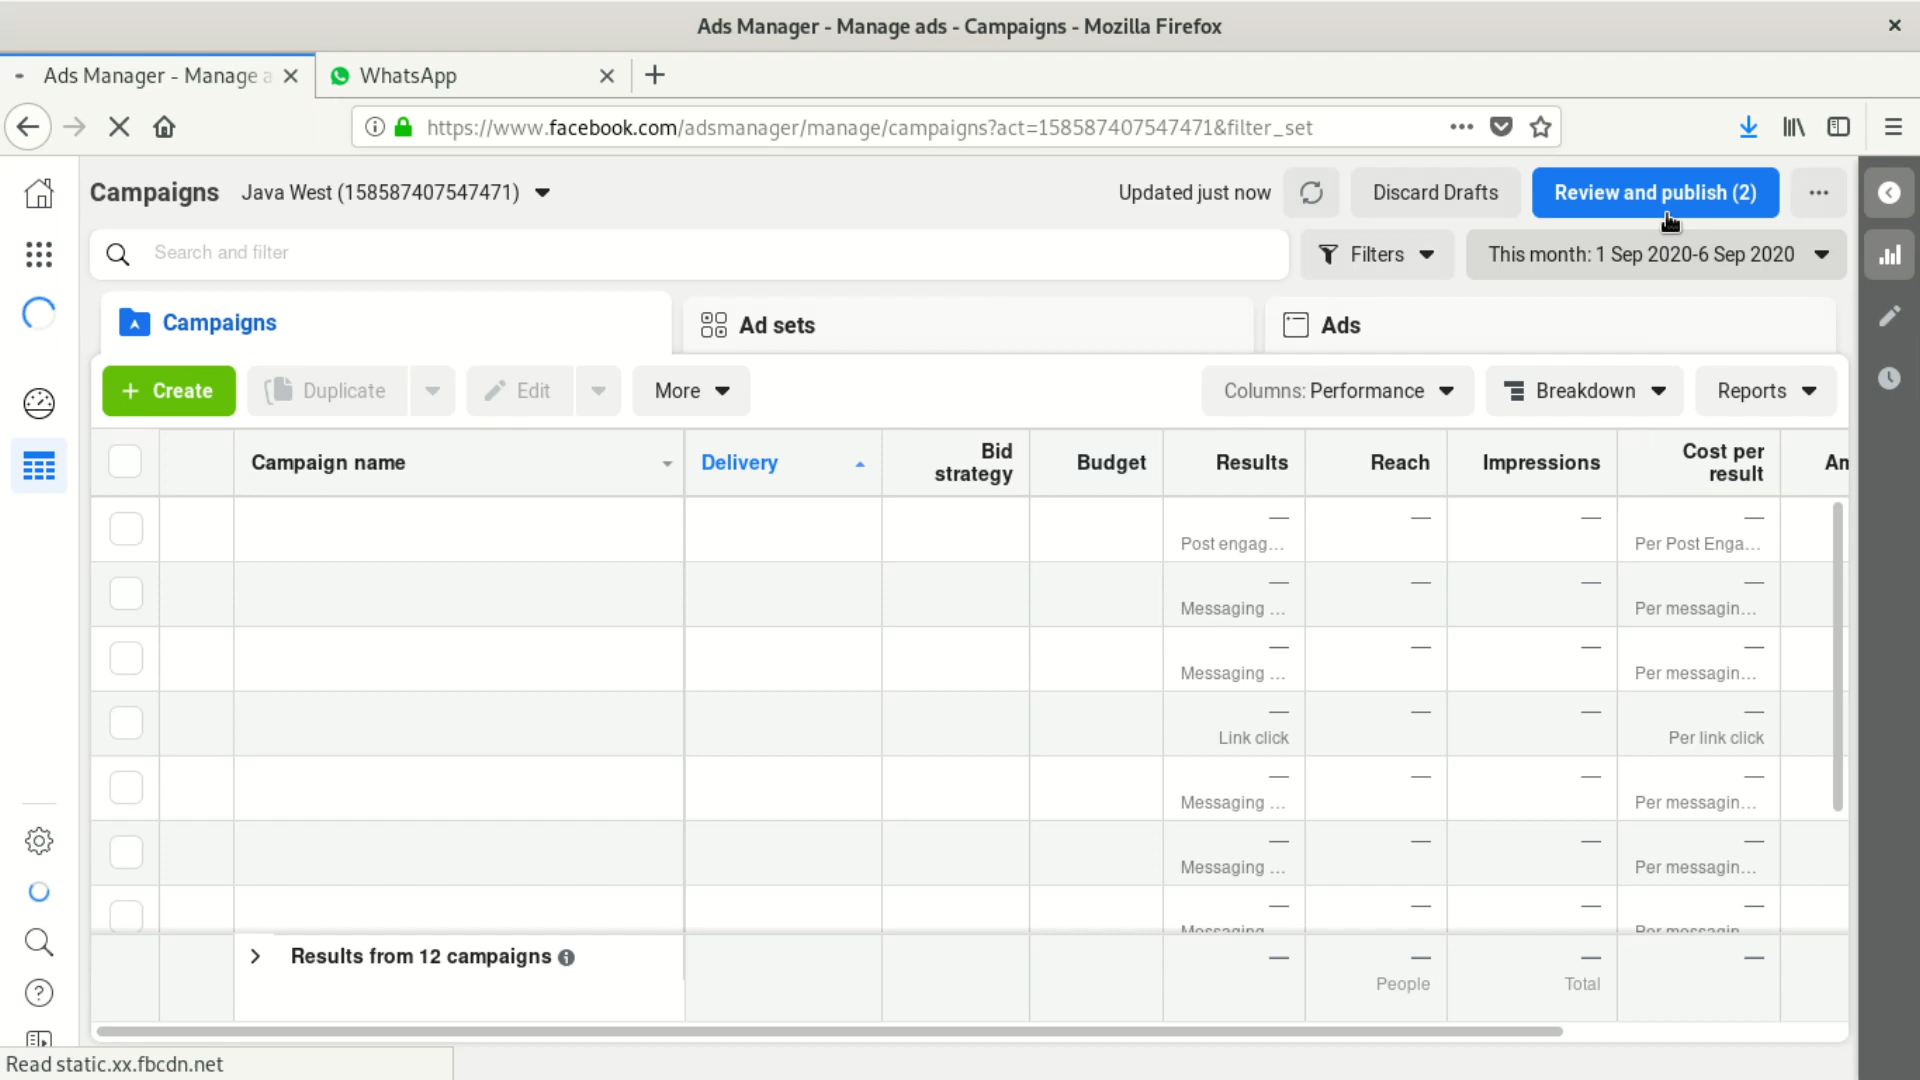 Ads Manager - Manage ads - Campaigns - Mozilla Firefox
Ads Manager - Manage a
WhatsApp
https://www.facebook.com/adsmanager/manage/campaigns?act=158587407547471&filter_set
Campaigns
Java West (158587407547471)
Updated just now
Discard Drafts
Review and publish (2)
Search and filter
Filters
This month: 1 Sep 2020-6 Sep 2020
Campaigns
Ad sets
Ads
+ Create
Duplicate
Edit
More
Columns: Performance
Breakdown
Reports
Campaign name
Delivery
Bid
strategy
Budget
Results
Reach
Impressions
Cost per
result
Am
— — — —
Post engag... Per Post Enga...
— — — —
Messaging ... Per messagin...
— — — —
Messaging ... Per messagin...
— — — —
Link click Per link click
— — — —
Messaging ... Per messagin...
— — — —
Messaging ... Per messagin...
— — — —
Messaging Per messagin
Results from 12 campaigns
— — — —
People Total
Read static.xx.fbcdn.net